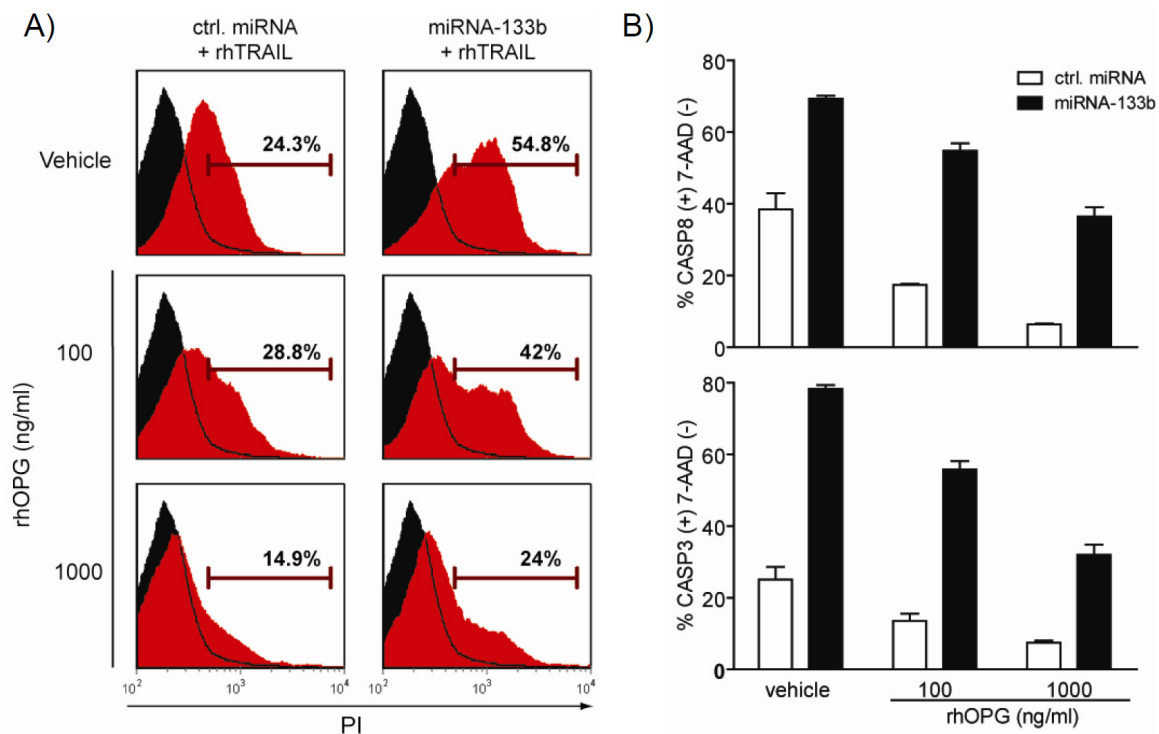 A)
ctrl. miRNA
+ rhTRAIL
miRNA-133b
+ rhTRAIL
Vehicle
24.3%
54.8%
rhOPG (ng/ml)
100
28.8%
42%
1000
14.9%
24%
10² 10³ 10⁴
10² 10³ 10⁴
PI
B)
ctrl. miRNA
miRNA-133b
% CASP8 (+) 7-AAD (-)
80
60
40
20
0
% CASP3 (+) 7-AAD (-)
80
60
40
20
0
vehicle 100 1000
rhOPG (ng/ml)